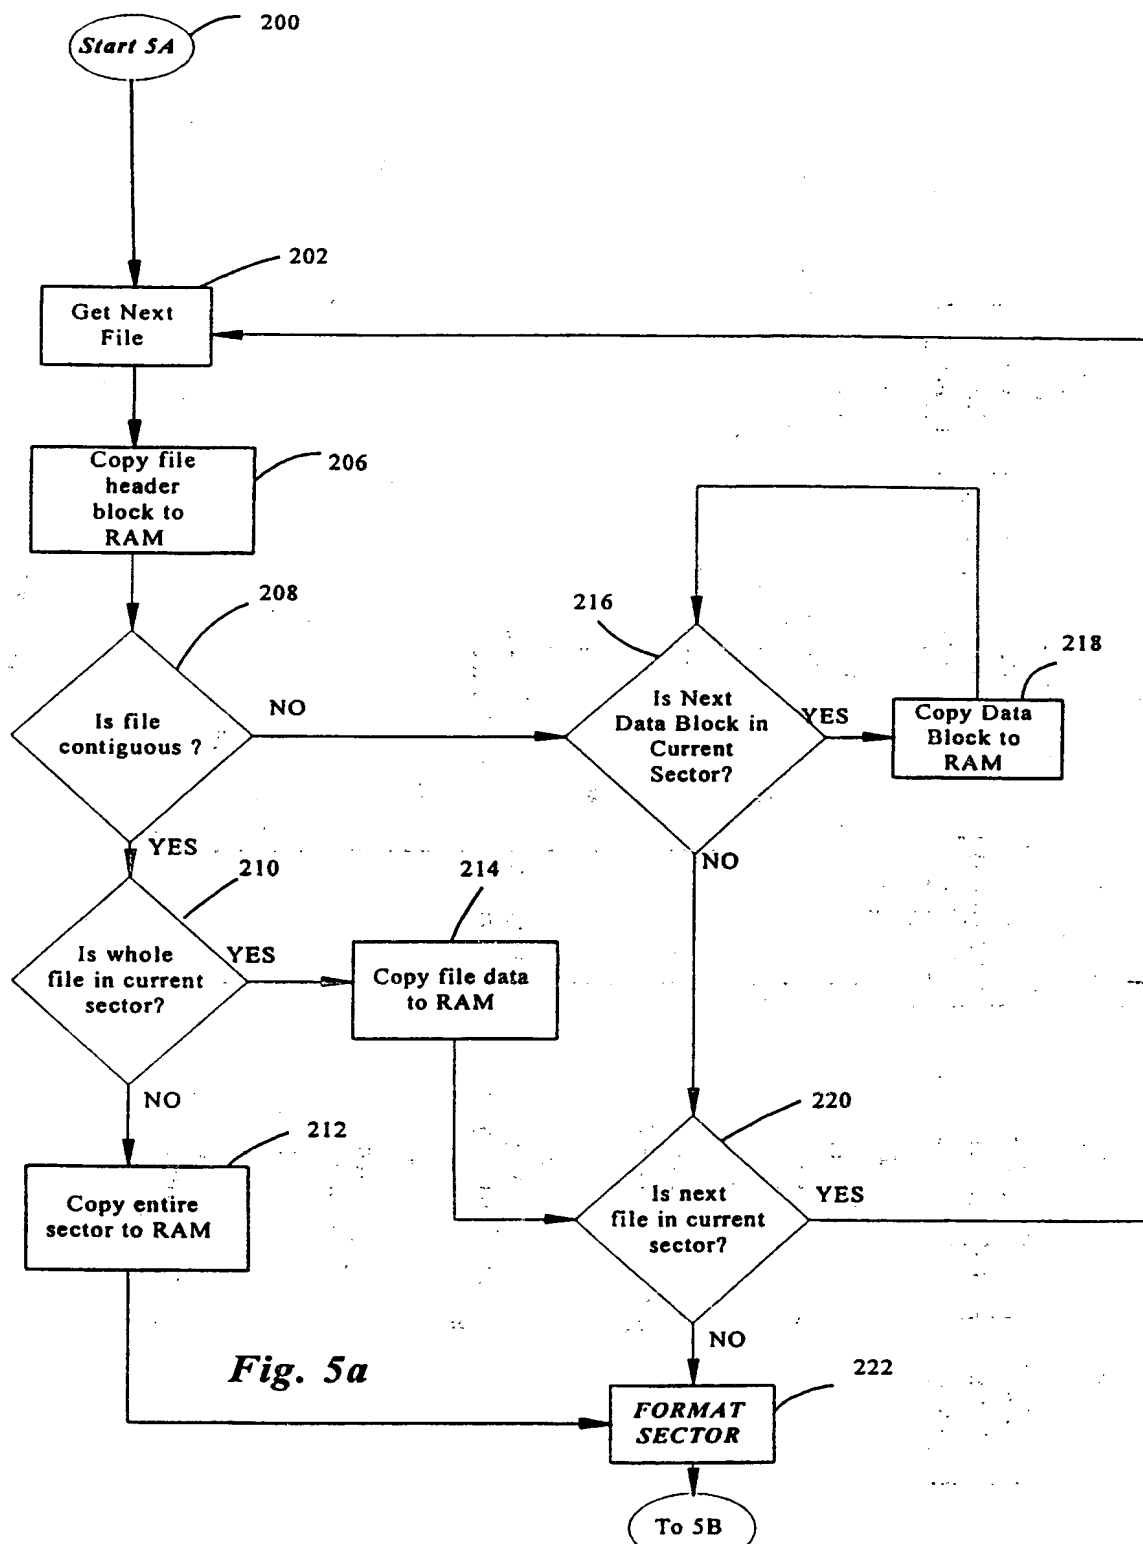 200
Start 5A
202
Get Next
File
206
Copy file
header
block to
RAM
208
Is file
contiguous ?
NO
YES
216
Is Next
Data Block in
Current
Sector?
YES
NO
218
Copy Data
Block to
RAM
210
Is whole
file in current
sector?
YES
NO
214
Copy file data
to RAM
212
Copy entire
sector to RAM
220
Is next
file in current
sector?
YES
NO
222
FORMAT
SECTOR
To 5B
Fig. 5a